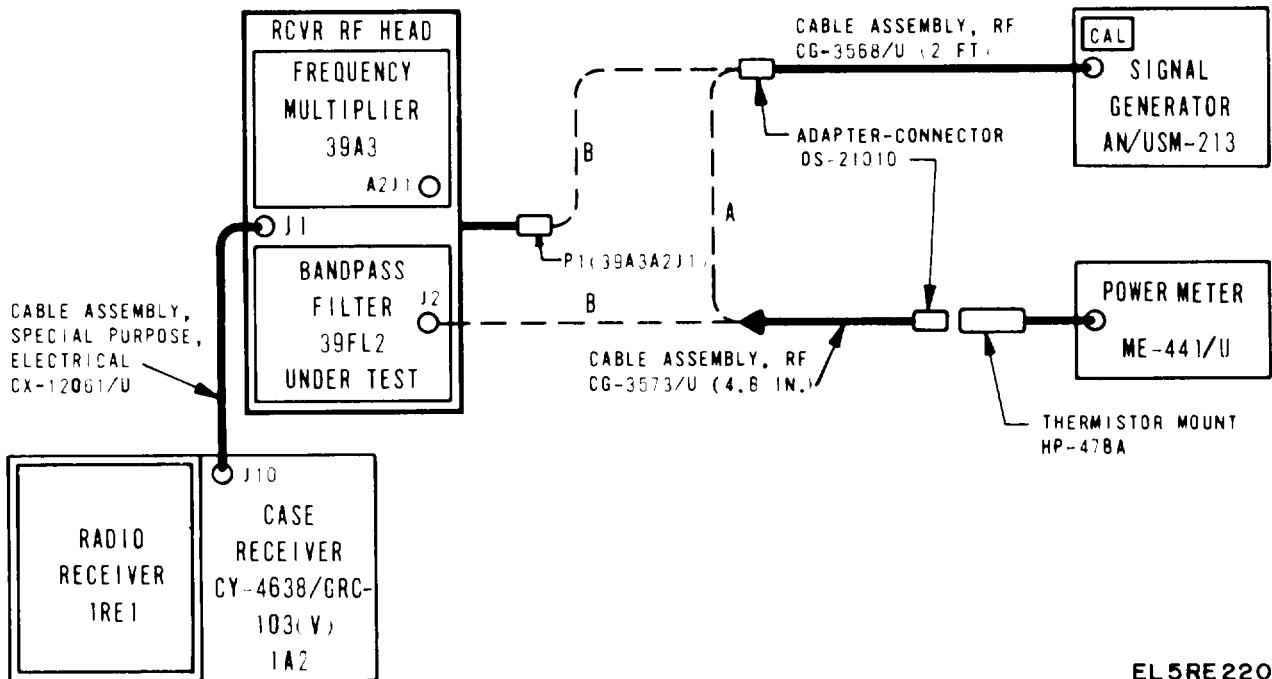 RCVR RF HEAD
FREQUENCY
MULTIPLIER
39A3
A2J1
J1
BANDPASS
FILTER
39FL2
UNDER TEST
J2
P1(39A3A2J1)
B
B
A
CABLE ASSEMBLY, RF
CG-3568/U (2 FT)
CAL
SIGNAL
GENERATOR
AN/USM-213
ADAPTER-CONNECTOR
OS-21010
POWER METER
ME-441/U
CABLE ASSEMBLY, RF
CG-3573/U (4.8 IN.)
THERMISTOR MOUNT
HP-478A
CABLE ASSEMBLY,
SPECIAL PURPOSE,
ELECTRICAL
CX-12061/U
J10
RADIO
RECEIVER
1RE1
CASE
RECEIVER
CY-4638/GRC-
103(V)
1A2
EL5RE220